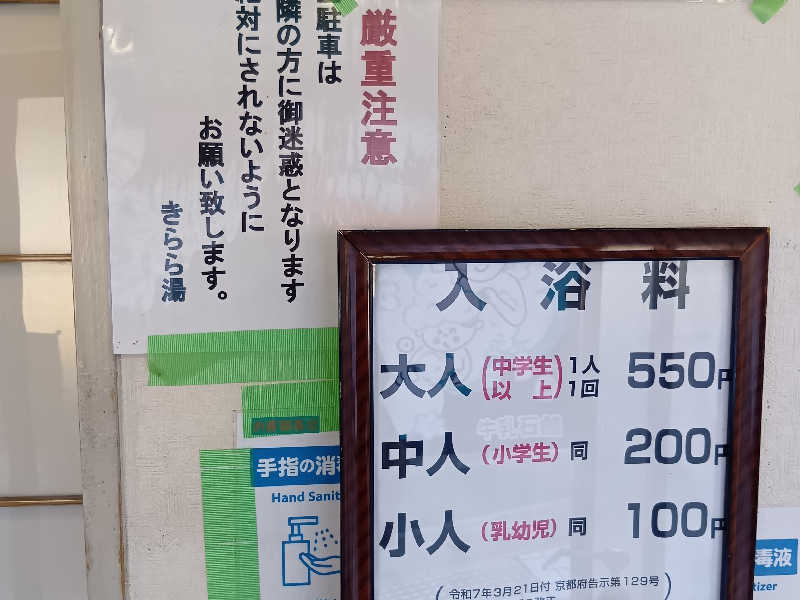 厳重注意
駐車は
隣の方に御迷惑となります
対にされないように
お願い致します。
きらら湯
入浴料
大人(中学生以上)1人1回 550円
中人(小学生)同 200円
小人(乳幼児)同 100円
(令和7年3月21日付 京都府告示第129号)
手指の消
Hand Sanit
毒液
tizer